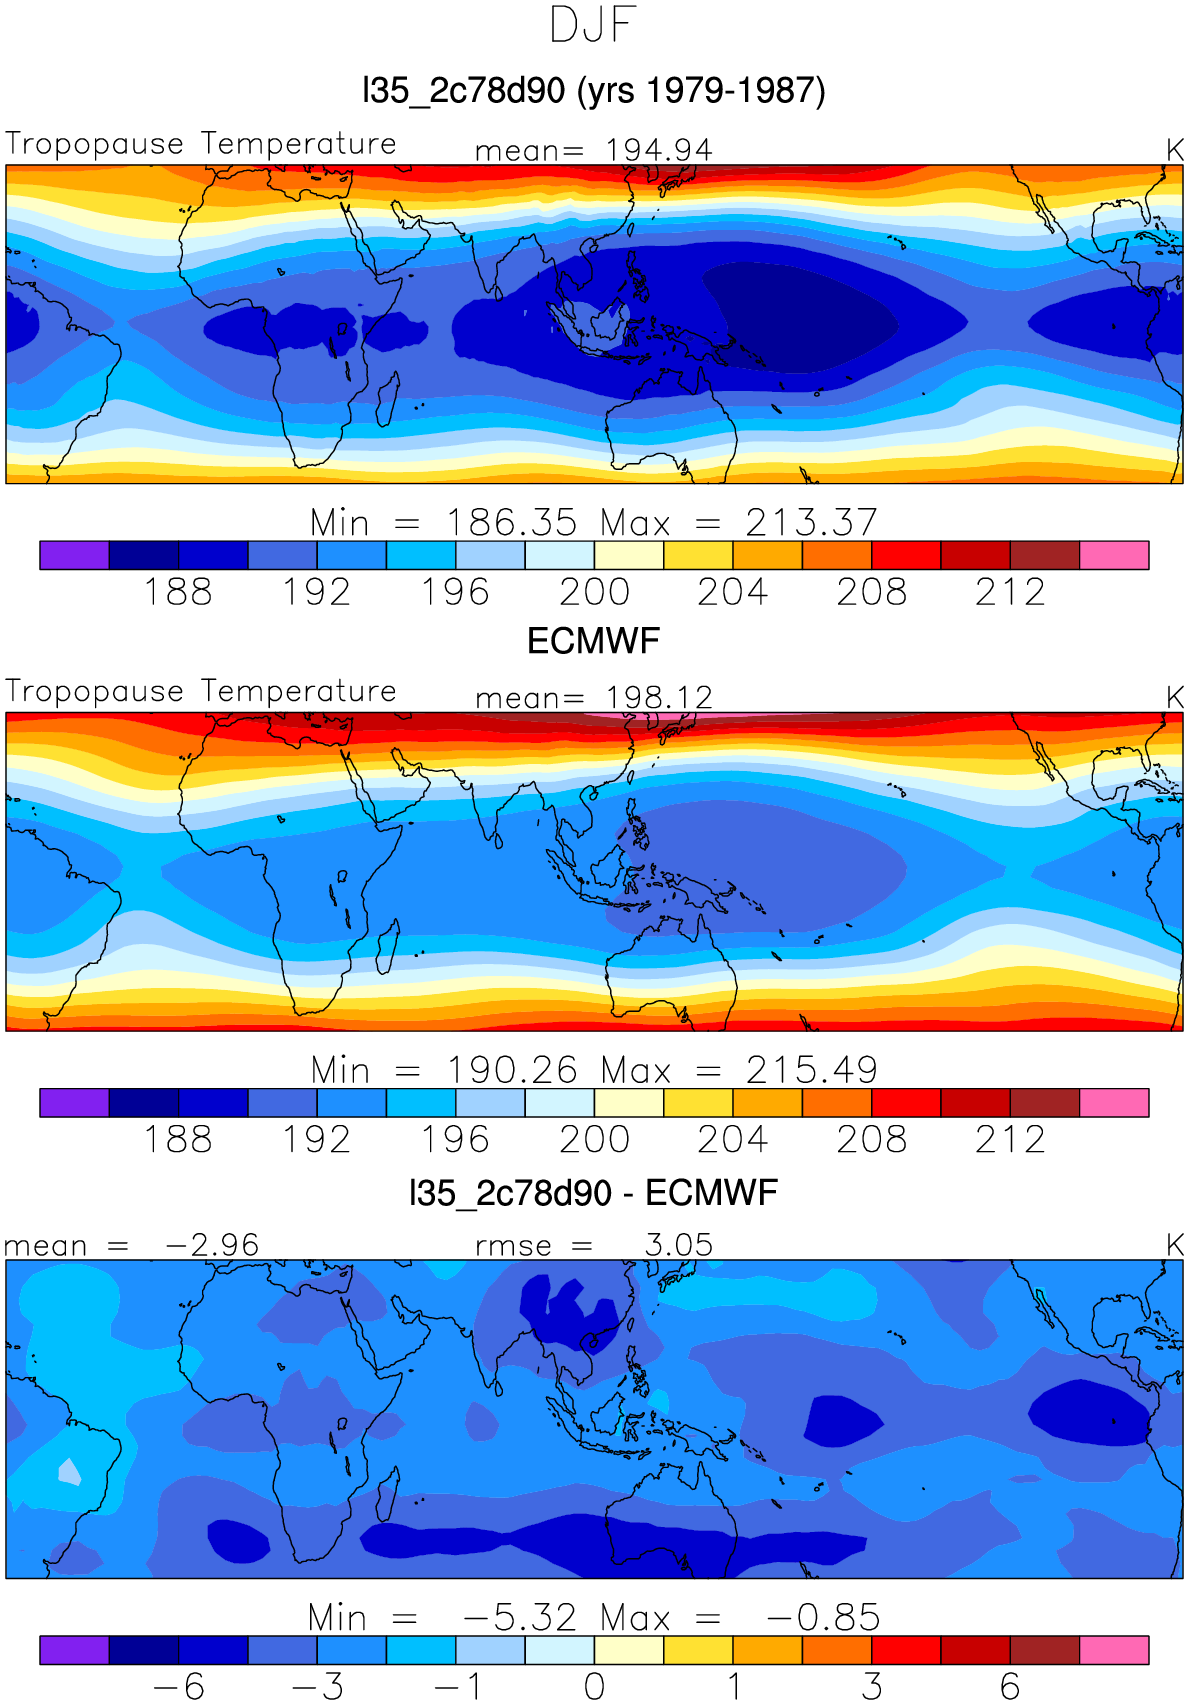 DJF
l35_2c78d90 (yrs 1979-1987)
Tropopause Temperature mean= 194.94 K
Min = 186.35 Max = 213.37
188 192 196 200 204 208 212
ECMWF
Tropopause Temperature mean= 198.12 K
Min = 190.26 Max = 215.49
188 192 196 200 204 208 212
l35_2c78d90 - ECMWF
mean = −2.96 rmse = 3.05 K
Min = −5.32 Max = −0.85
−6 −3 −1 0 1 3 6